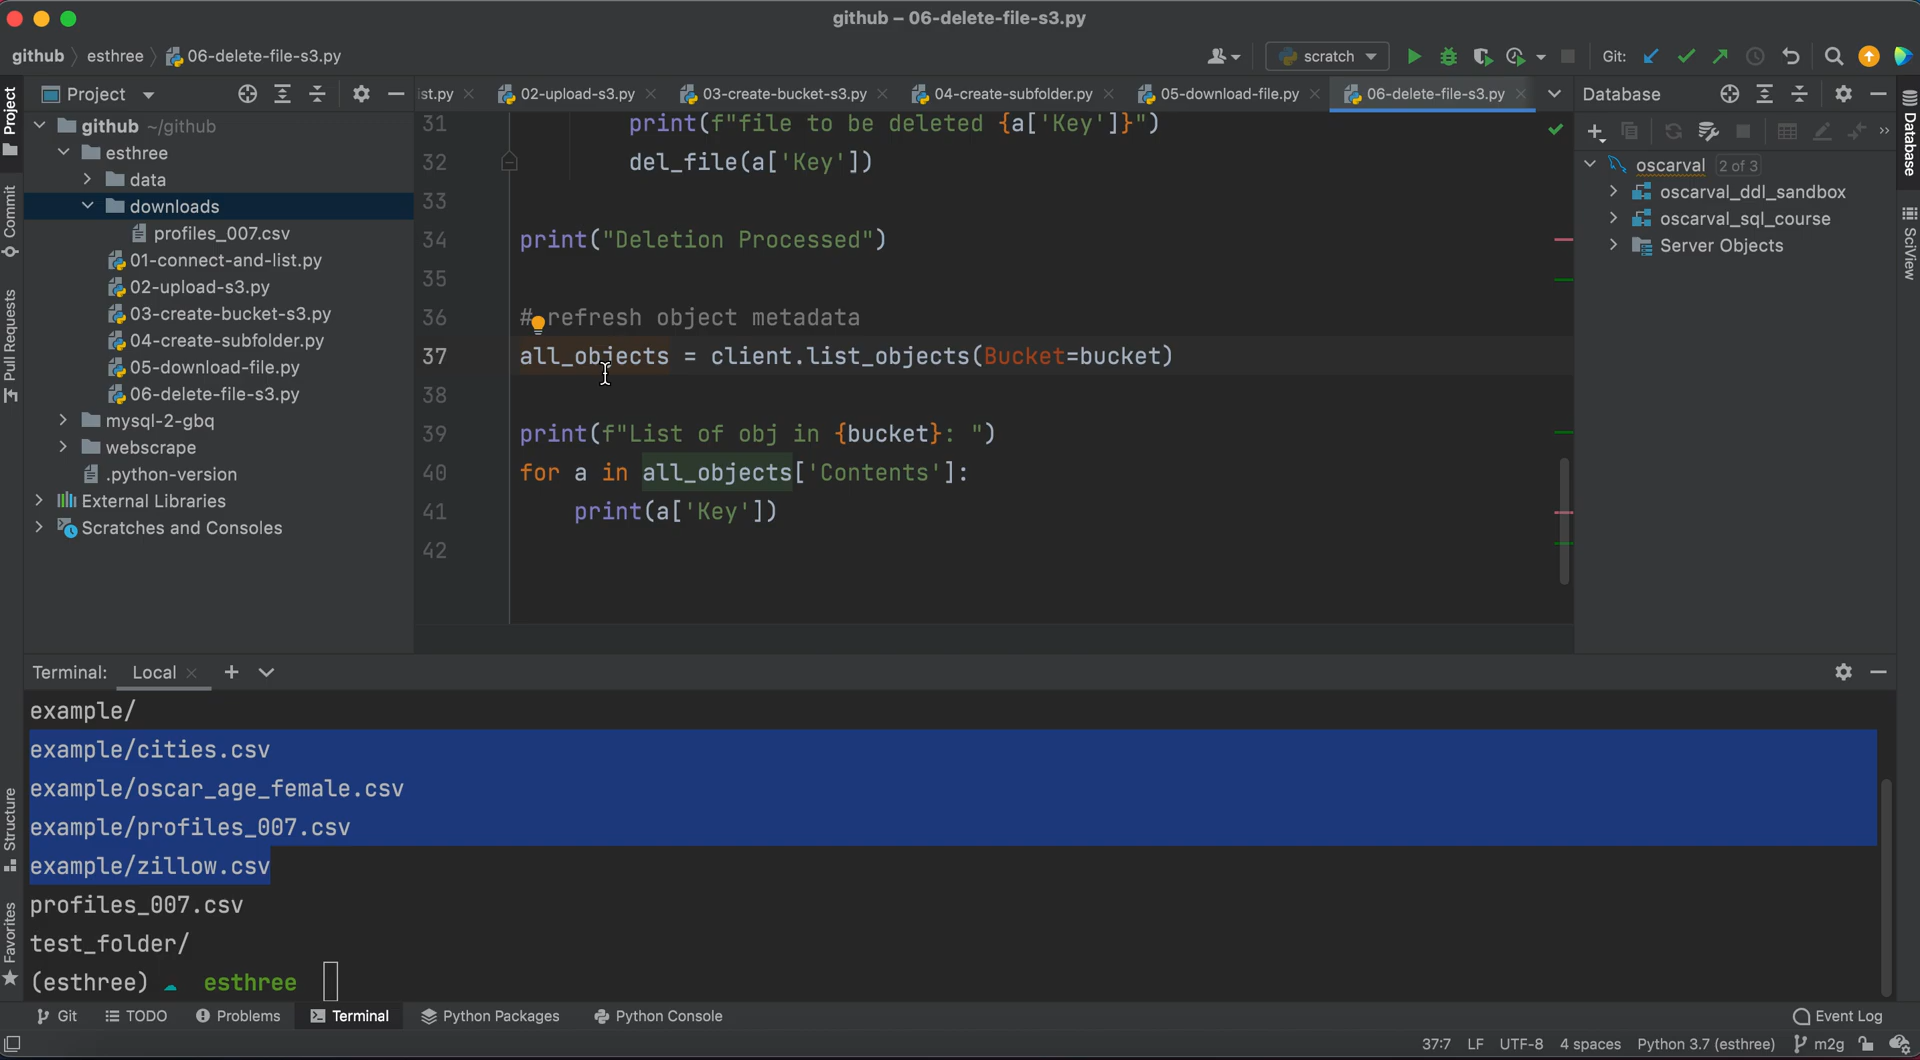 github – 06-delete-file-s3.py
github esthree 06-delete-file-s3.py scratch Git:
Project ist.py 02-upload-s3.py 03-create-bucket-s3.py 04-create-subfolder.py 05-download-file.py 06-delete-file-s3.py Database
Project
Commit
Pull Requests
Structure
Favorites
github ~/github
esthree
data
downloads
profiles_007.csv
01-connect-and-list.py
02-upload-s3.py
03-create-bucket-s3.py
04-create-subfolder.py
05-download-file.py
06-delete-file-s3.py
mysql-2-gbq
webscrape
.python-version
External Libraries
Scratches and Consoles
31 print(f"file to be deleted {a['Key']}")
32 del_file(a['Key'])
33
34 print("Deletion Processed")
35
36 # refresh object metadata
37 all_objects = client.list_objects(Bucket=bucket)
38
39 print(f"List of obj in {bucket}: ")
40 for a in all_objects['Contents']:
41 print(a['Key'])
42
oscarval 2 of 3
oscarval_ddl_sandbox
oscarval_sql_course
Server Objects
Database
SciView
Terminal: Local
example/
example/cities.csv
example/oscar_age_female.csv
example/profiles_007.csv
example/zillow.csv
profiles_007.csv
test_folder/
(esthree) esthree
Git TODO Problems Terminal Python Packages Python Console Event Log
37:7 LF UTF-8 4 spaces Python 3.7 (esthree) m2g